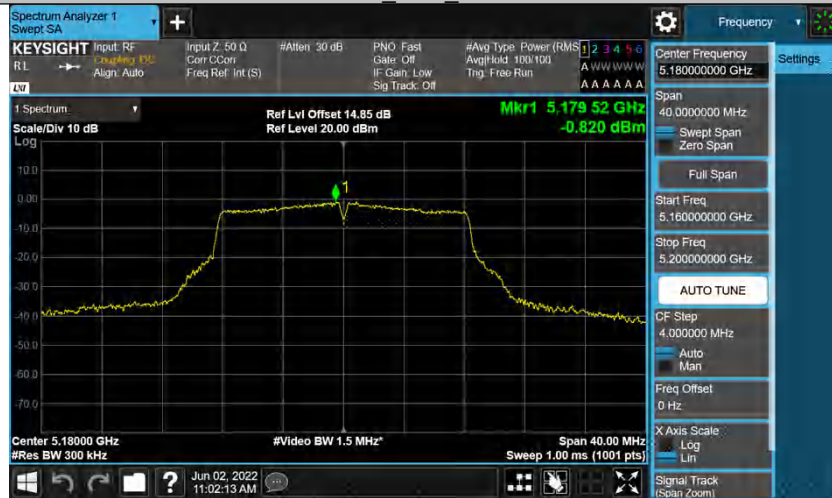 Spectrum Analyzer 1
Swept SA
Frequency
KEYSIGHT
RL
LXI
Input: RF
Coupling: DC
Align: Auto
Input Z: 50 Ω
Corr CCorr
Freq Ref: Int (S)
#Atten: 30 dB
PNO: Fast
Gate: Off
IF Gain: Low
Sig Track: Off
#Avg Type: Power (RMS
Avg|Hold: 100/100
Trig: Free Run
1 2 3 4 5 6
A W W W W W
A A A A A A
1 Spectrum
Scale/Div 10 dB
Log
Ref Lvl Offset 14.85 dB
Ref Level 20.00 dBm
Mkr1 5.179 52 GHz
-0.820 dBm
1
10.0
0.00
-10.0
-20.0
-30.0
-40.0
-50.0
-60.0
-70.0
Center 5.18000 GHz
#Res BW 300 kHz
#Video BW 1.5 MHz*
Span 40.00 MHz
Sweep 1.00 ms (1001 pts)
Jun 02, 2022
11:02:13 AM
Settings
Center Frequency
5.180000000 GHz
Span
40.0000000 MHz
Swept Span
Zero Span
Full Span
Start Freq
5.160000000 GHz
Stop Freq
5.200000000 GHz
AUTO TUNE
CF Step
4.000000 MHz
Auto
Man
Freq Offset
0 Hz
X Axis Scale
Log
Lin
Signal Track
(Span Zoom)